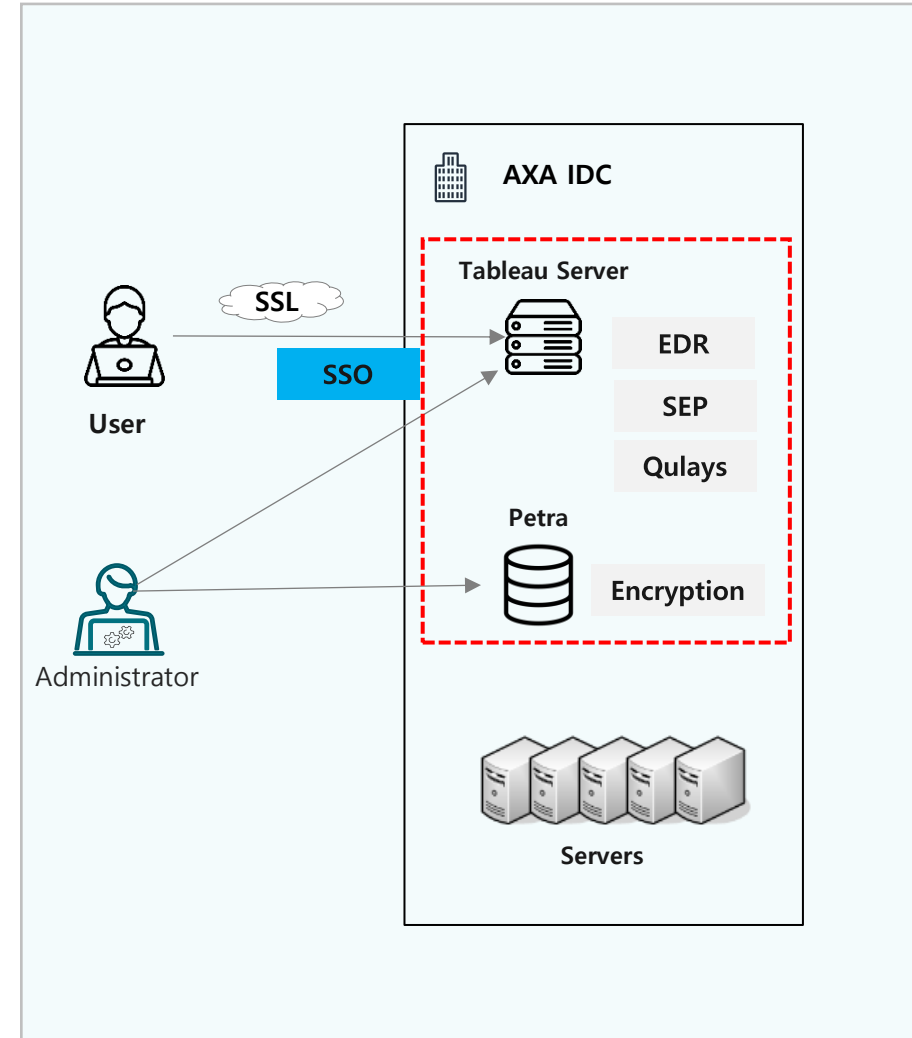 AXA IDC
Tableau Server
SSL
EDR
SSO
SEP
User
Qulays
Petra
Encryption
Administrator
Servers